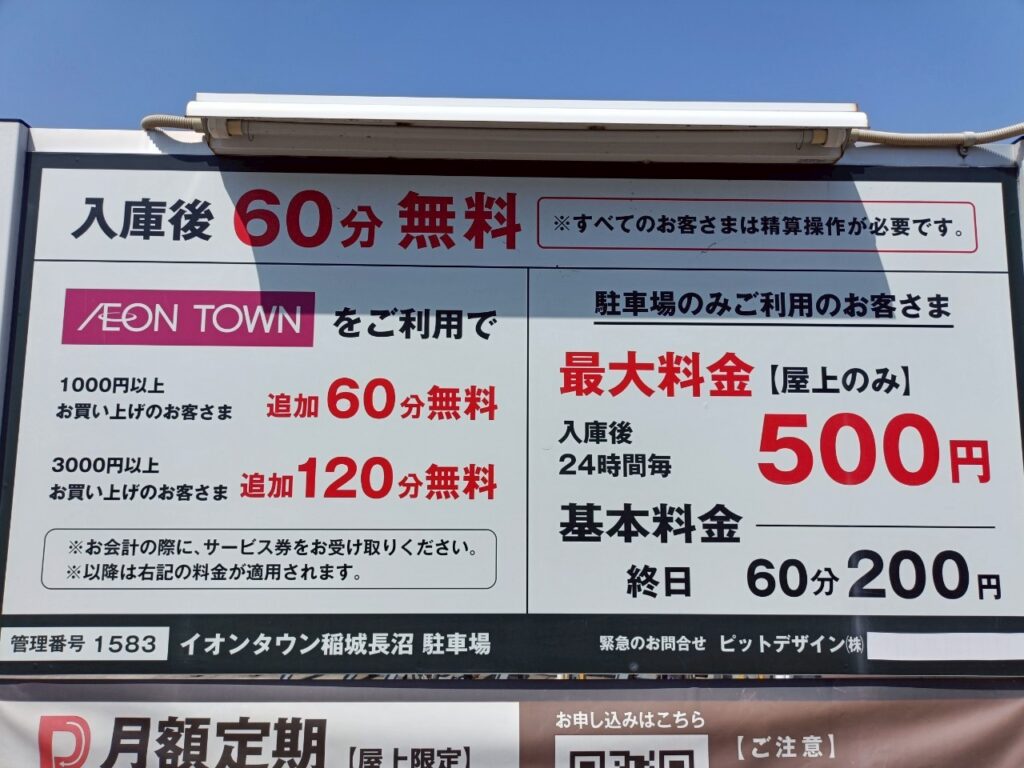 入庫後 60分 無料 ※すべてのお客さまは精算操作が必要です。
ÆON TOWN をご利用で
1000円以上
お買い上げのお客さま 追加60分無料
3000円以上
お買い上げのお客さま 追加120分無料
※お会計の際に、サービス券をお受け取りください。
※以降は右記の料金が適用されます。
駐車場のみご利用のお客さま
最大料金【屋上のみ】
入庫後
24時間毎 500円
基本料金
終日 60分 200円
管理番号 1583 イオンタウン稲城長沼 駐車場
緊急のお問合せ ピットデザイン㈱
月額定期【屋上限定】
お申し込みはこちら
【ご注意】